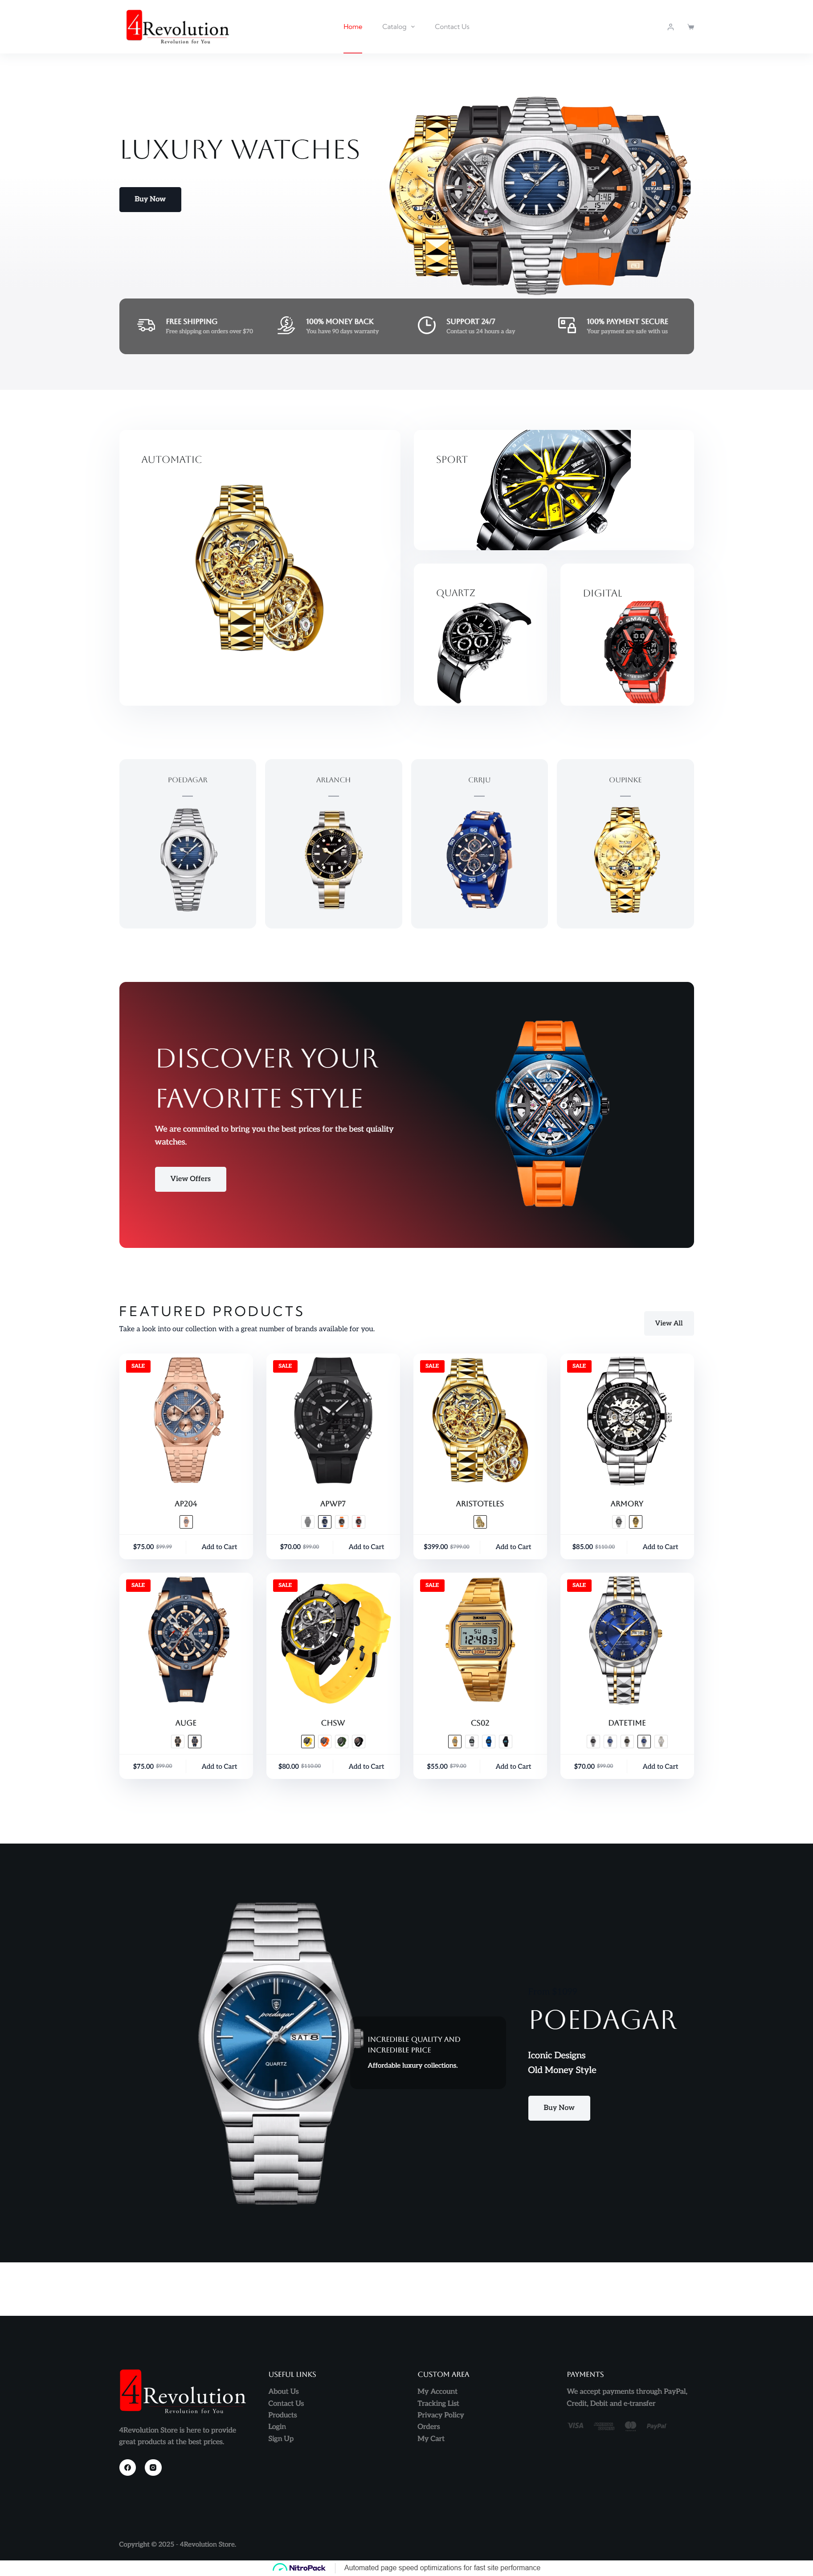 4Revolution
Revolution for You
Home
Catalog
Contact Us
LUXURY WATCHES
Buy Now
FREE SHIPPING
Free shipping on orders over $70
100% MONEY BACK
You have 90 days warranty
SUPPORT 24/7
Contact us 24 hours a day
100% PAYMENT SECURE
Your payment are safe with us
AUTOMATIC
SPORT
QUARTZ
DIGITAL
SMAEL
POEDAGAR
ARLANCH
CRRJU
OUPINKE
DISCOVER YOUR
FAVORITE STYLE
We are commited to bring you the best prices for the best quiality
watches.
View Offers
FEATURED PRODUCTS
Take a look into our collection with a great number of brands available for you.
View All
SALE
SALE
SALE
SALE
AP204
APWP7
ARISTOTELES
ARMORY
$75.00 $99.99
Add to Cart
$70.00 $99.00
Add to Cart
$399.00 $799.00
Add to Cart
$85.00 $110.00
Add to Cart
SALE
SALE
SALE
SALE
AUGE
CHSW
CS02
DATETIME
$75.00 $99.00
Add to Cart
$80.00 $110.00
Add to Cart
$55.00 $79.00
Add to Cart
$70.00 $99.00
Add to Cart
poedagar
SAT 8
QUARTZ
INCREDIBLE QUALITY AND
INCREDIBLE PRICE
Affordable luxury collections.
POEDAGAR
Iconic Designs
Old Money Style
Buy Now
4Revolution
Revolution for You
4Revolution Store is here to provide
great products at the best prices.
USEFUL LINKS
About Us
Contact Us
Products
Login
Sign Up
CUSTOM AREA
My Account
Tracking List
Privacy Policy
Orders
My Cart
PAYMENTS
We accept payments through PayPal,
Credit, Debit and e-transfer
VISA
PayPal
Copyright © 2025 - 4Revolution Store.
NitroPack
Automated page speed optimizations for fast site performance